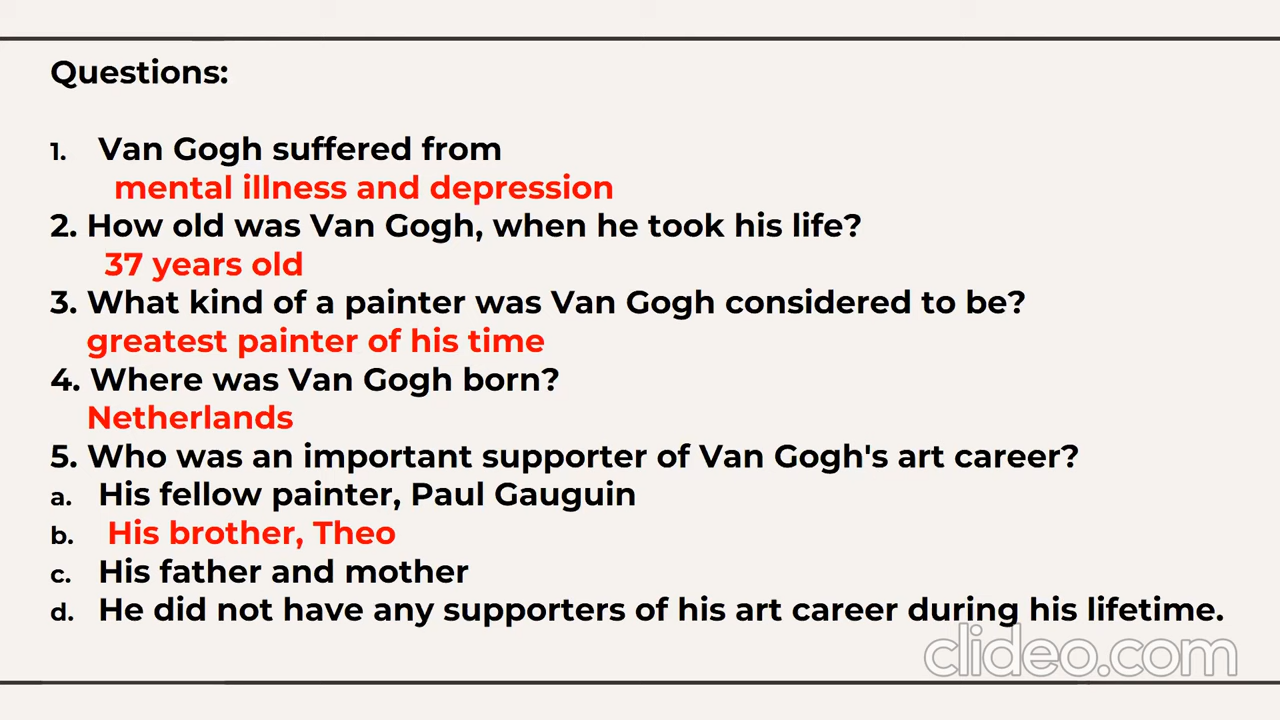 Questions:
1. Van Gogh suffered from
mental illness and depression
2. How old was Van Gogh, when he took his life?
37 years old
3. What kind of a painter was Van Gogh considered to be?
greatest painter of his time
4. Where was Van Gogh born?
Netherlands
5. Who was an important supporter of Van Gogh's art career?
a. His fellow painter, Paul Gauguin
b. His brother, Theo
c. His father and mother
d. He did not have any supporters of his art career during his lifetime.
clideo.com